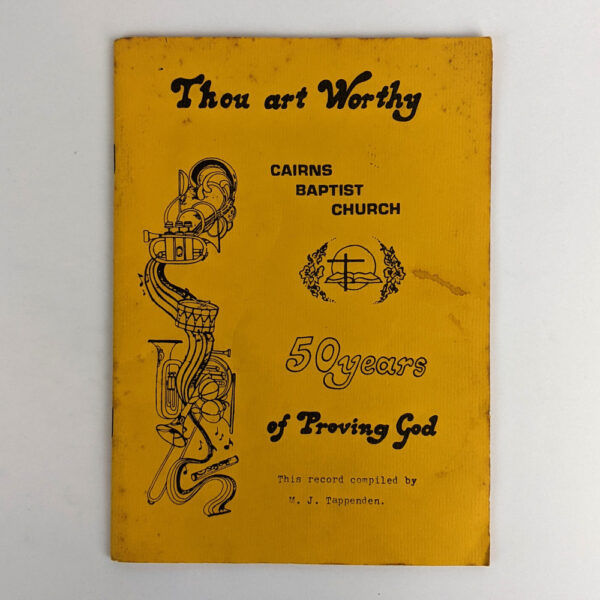 Thou art Worthy
CAIRNS
BAPTIST
CHURCH
50 years
of Proving God
This record compiled by
M. J. Tappenden.